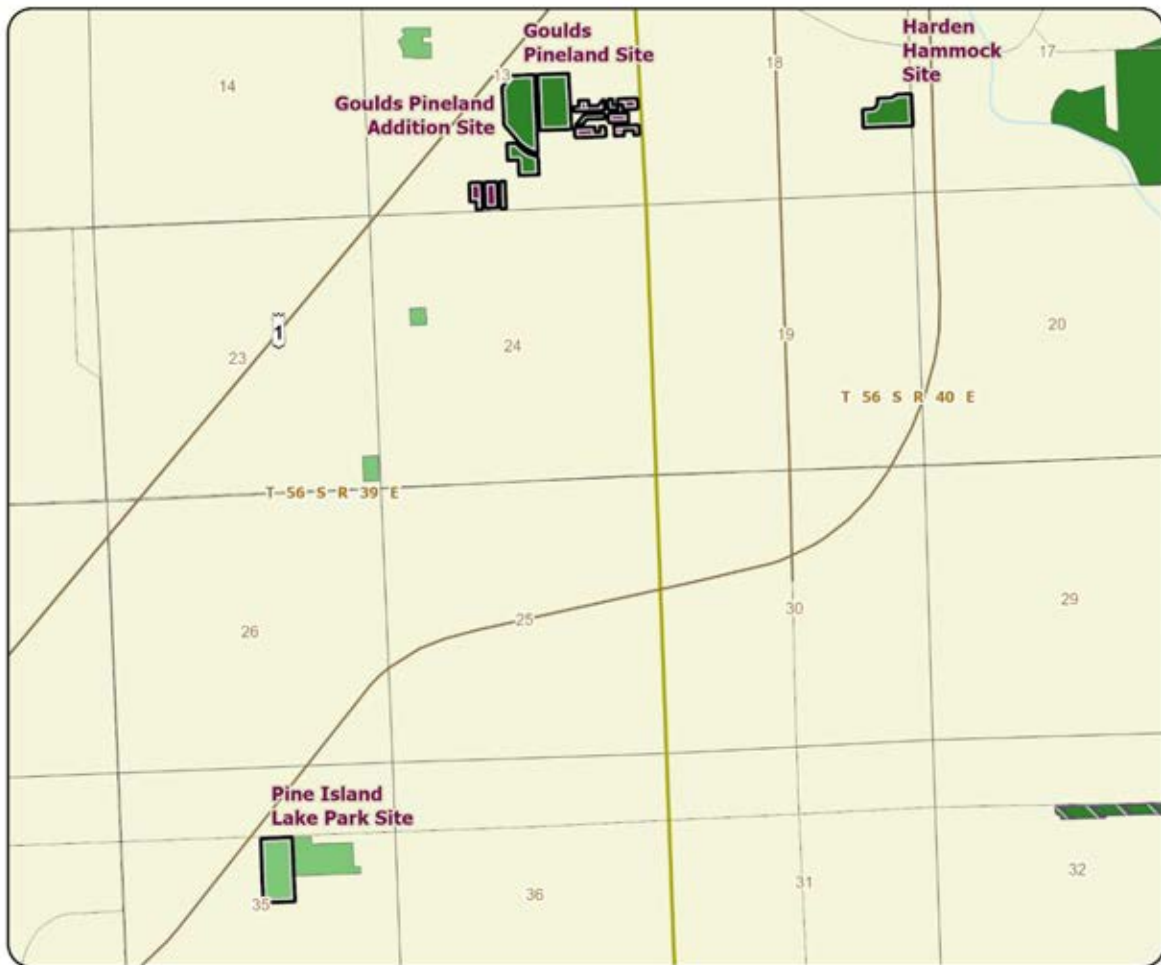 Goulds
Pineland Site
Harden
Hammock
Site
17
18
14
13
Goulds Pineland
Addition Site
1
23
24
19
20
T 56 S R 40 E
T 56 S R 39 E
26
25
30
29
Pine Island
Lake Park Site
35
36
31
32